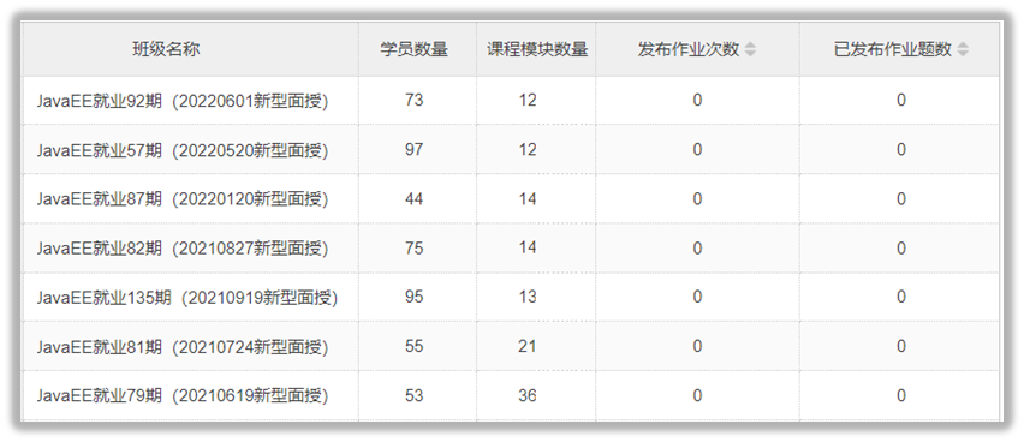 班级名称 学员数量 课程模块数量 发布作业次数 已发布作业题数
JavaEE就业92期（20220601新型面授） 73 12 0 0
JavaEE就业57期（20220520新型面授） 97 12 0 0
JavaEE就业87期（20220120新型面授） 44 14 0 0
JavaEE就业82期（20210827新型面授） 75 14 0 0
JavaEE就业135期（20210919新型面授） 95 13 0 0
JavaEE就业81期（20210724新型面授） 55 21 0 0
JavaEE就业79期（20210619新型面授） 53 36 0 0